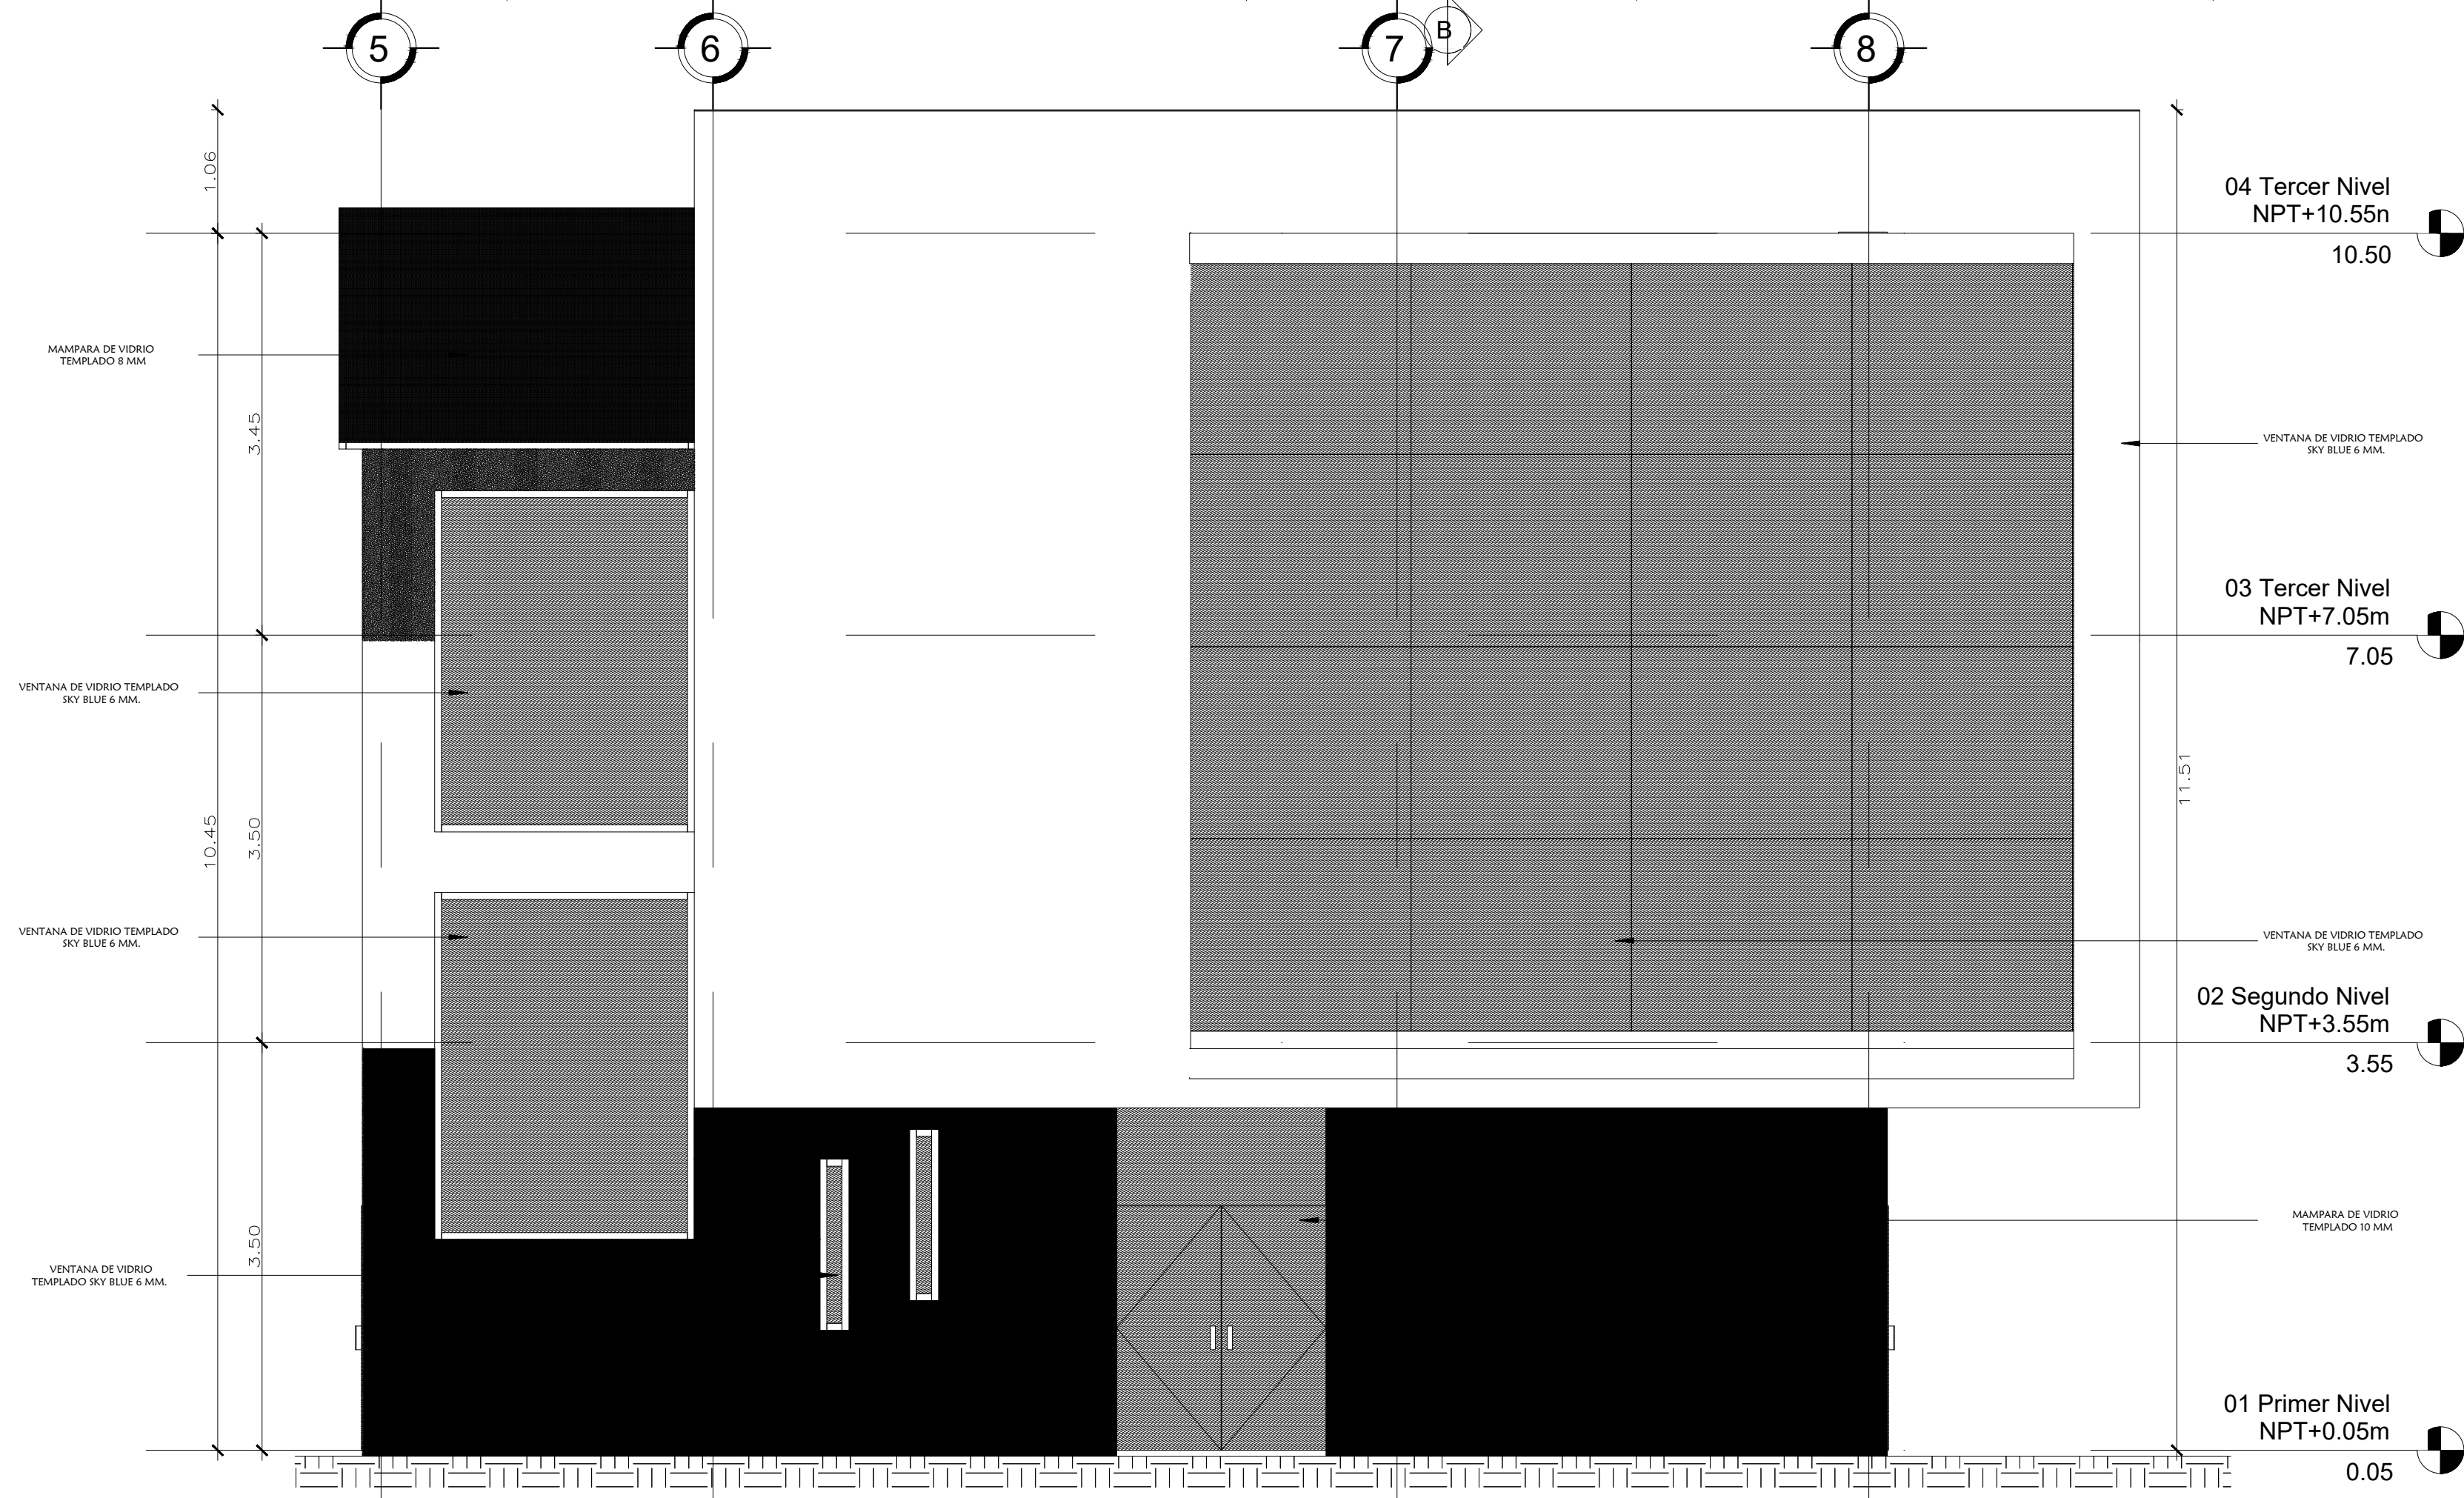 5
6
7
B
8
1.06
04 Tercer Nivel
NPT+10.55n
10.50
MAMPARA DE VIDRIO
TEMPLADO 8 MM
3.45
VENTANA DE VIDRIO TEMPLADO
SKY BLUE 6 MM.
03 Tercer Nivel
NPT+7.05m
7.05
VENTANA DE VIDRIO TEMPLADO
SKY BLUE 6 MM.
11.51
10.45
3.50
VENTANA DE VIDRIO TEMPLADO
SKY BLUE 6 MM.
VENTANA DE VIDRIO TEMPLADO
SKY BLUE 6 MM.
02 Segundo Nivel
NPT+3.55m
3.55
MAMPARA DE VIDRIO
TEMPLADO 10 MM
3.50
VENTANA DE VIDRIO
TEMPLADO SKY BLUE 6 MM.
01 Primer Nivel
NPT+0.05m
0.05